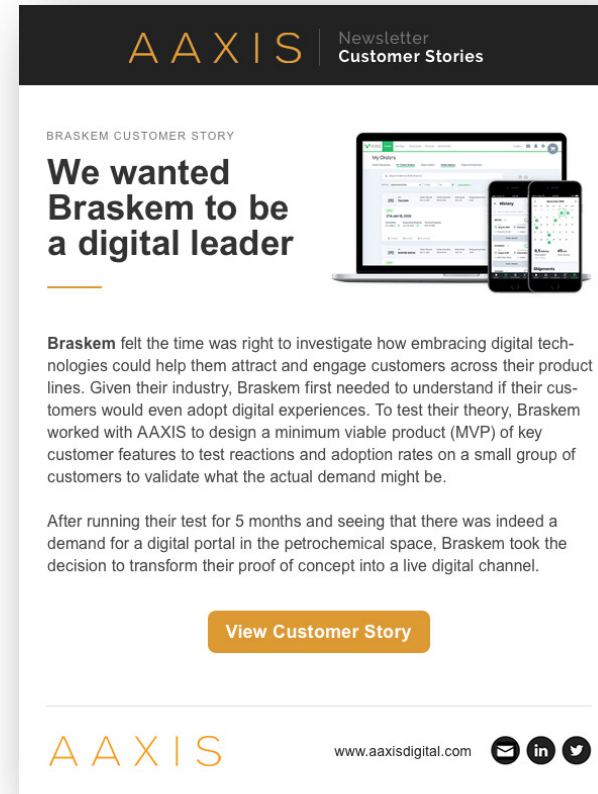 AAXIS
Newsletter
Customer Stories
BRASKEM CUSTOMER STORY
We wanted
Braskem to be
a digital leader
My Orders
History
Shipments
Braskem felt the time was right to investigate how embracing digital tech-
nologies could help them attract and engage customers across their product
lines. Given their industry, Braskem first needed to understand if their cus-
tomers would even adopt digital experiences. To test their theory, Braskem
worked with AAXIS to design a minimum viable product (MVP) of key
customer features to test reactions and adoption rates on a small group of
customers to validate what the actual demand might be.
After running their test for 5 months and seeing that there was indeed a
demand for a digital portal in the petrochemical space, Braskem took the
decision to transform their proof of concept into a live digital channel.
View Customer Story
AAXIS
www.aaxisdigital.com
in